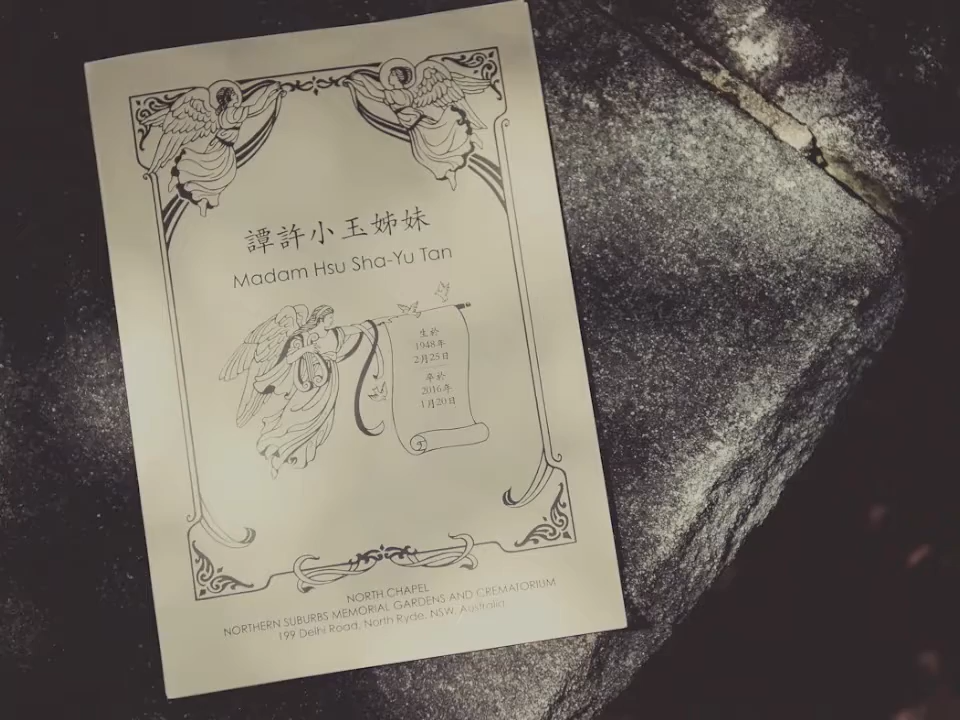 譚許小玉姊妹
Madam Hsu Sha-Yu Tan
生於
1948年
2月25日
卒於
2016年
1月20日
NORTH CHAPEL
NORTHERN SUBURBS MEMORIAL GARDENS AND CREMATORIUM
199 Delhi Road, North Ryde, NSW, Australia